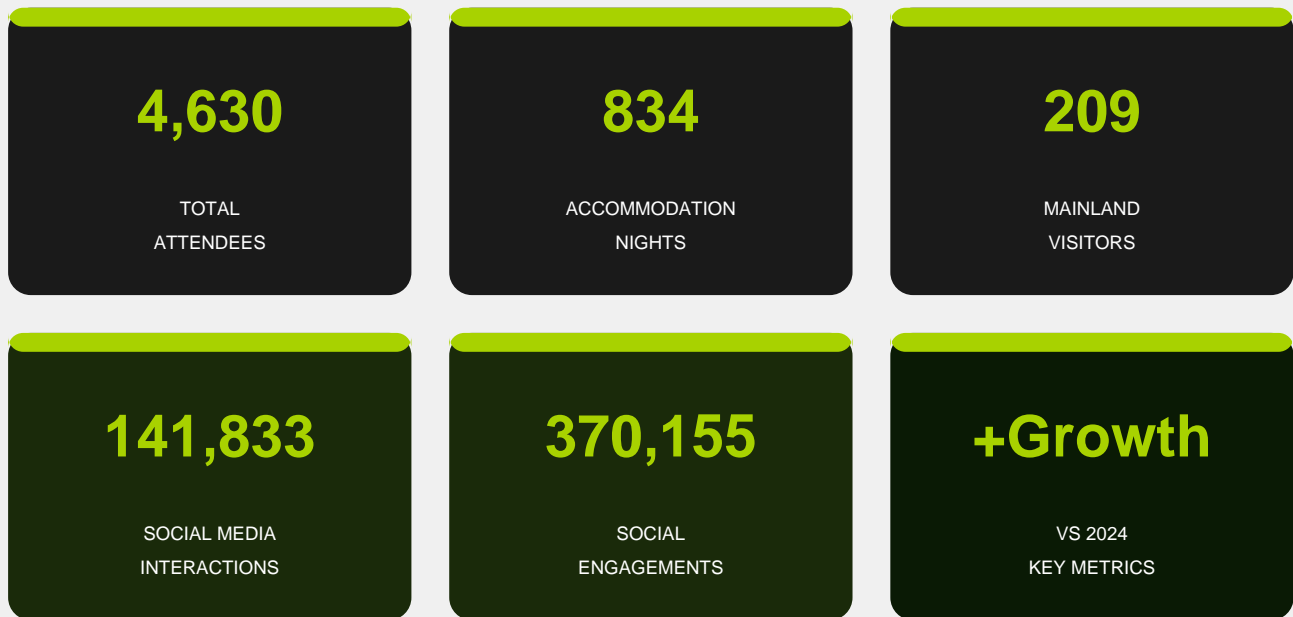 4,630
TOTAL
ATTENDEES
834
ACCOMMODATION
NIGHTS
209
MAINLAND
VISITORS
141,833
SOCIAL MEDIA
INTERACTIONS
370,155
SOCIAL
ENGAGEMENTS
+Growth
VS 2024
KEY METRICS